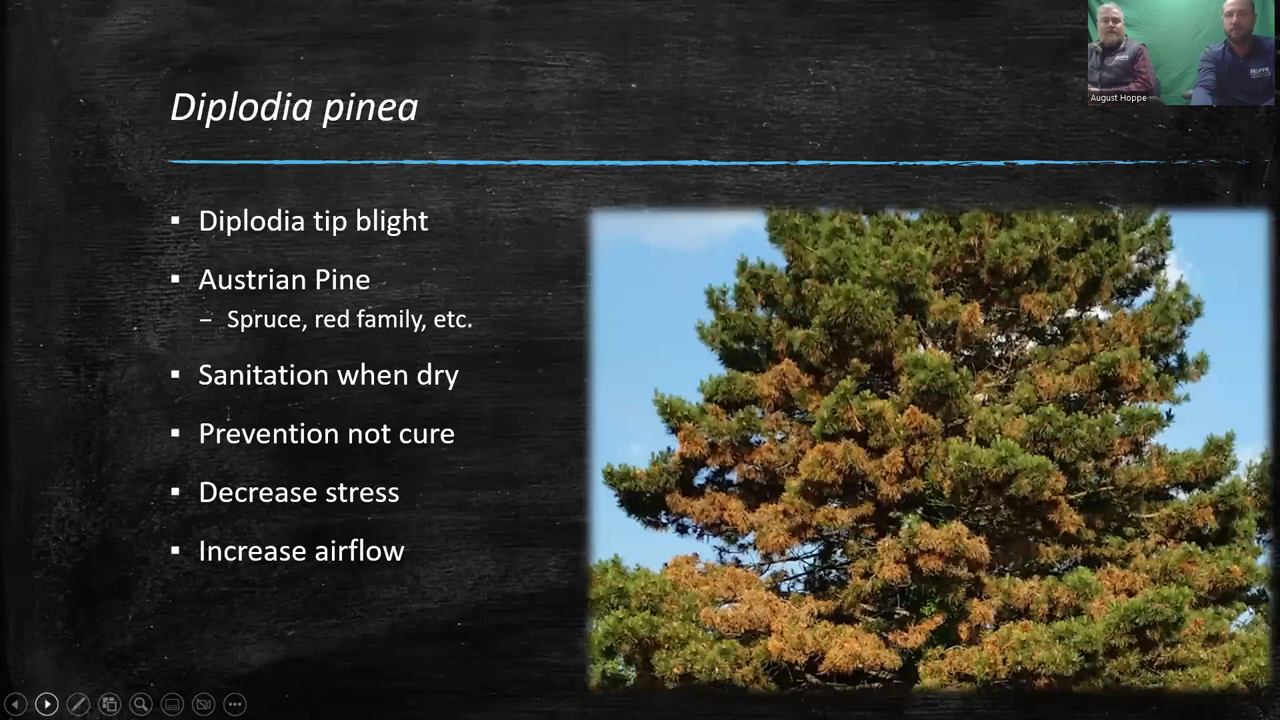 Diplodia pinea
August Hoppe
▪ Diplodia tip blight
▪ Austrian Pine
– Spruce, red family, etc.
▪ Sanitation when dry
▪ Prevention not cure
▪ Decrease stress
▪ Increase airflow
HOPPE